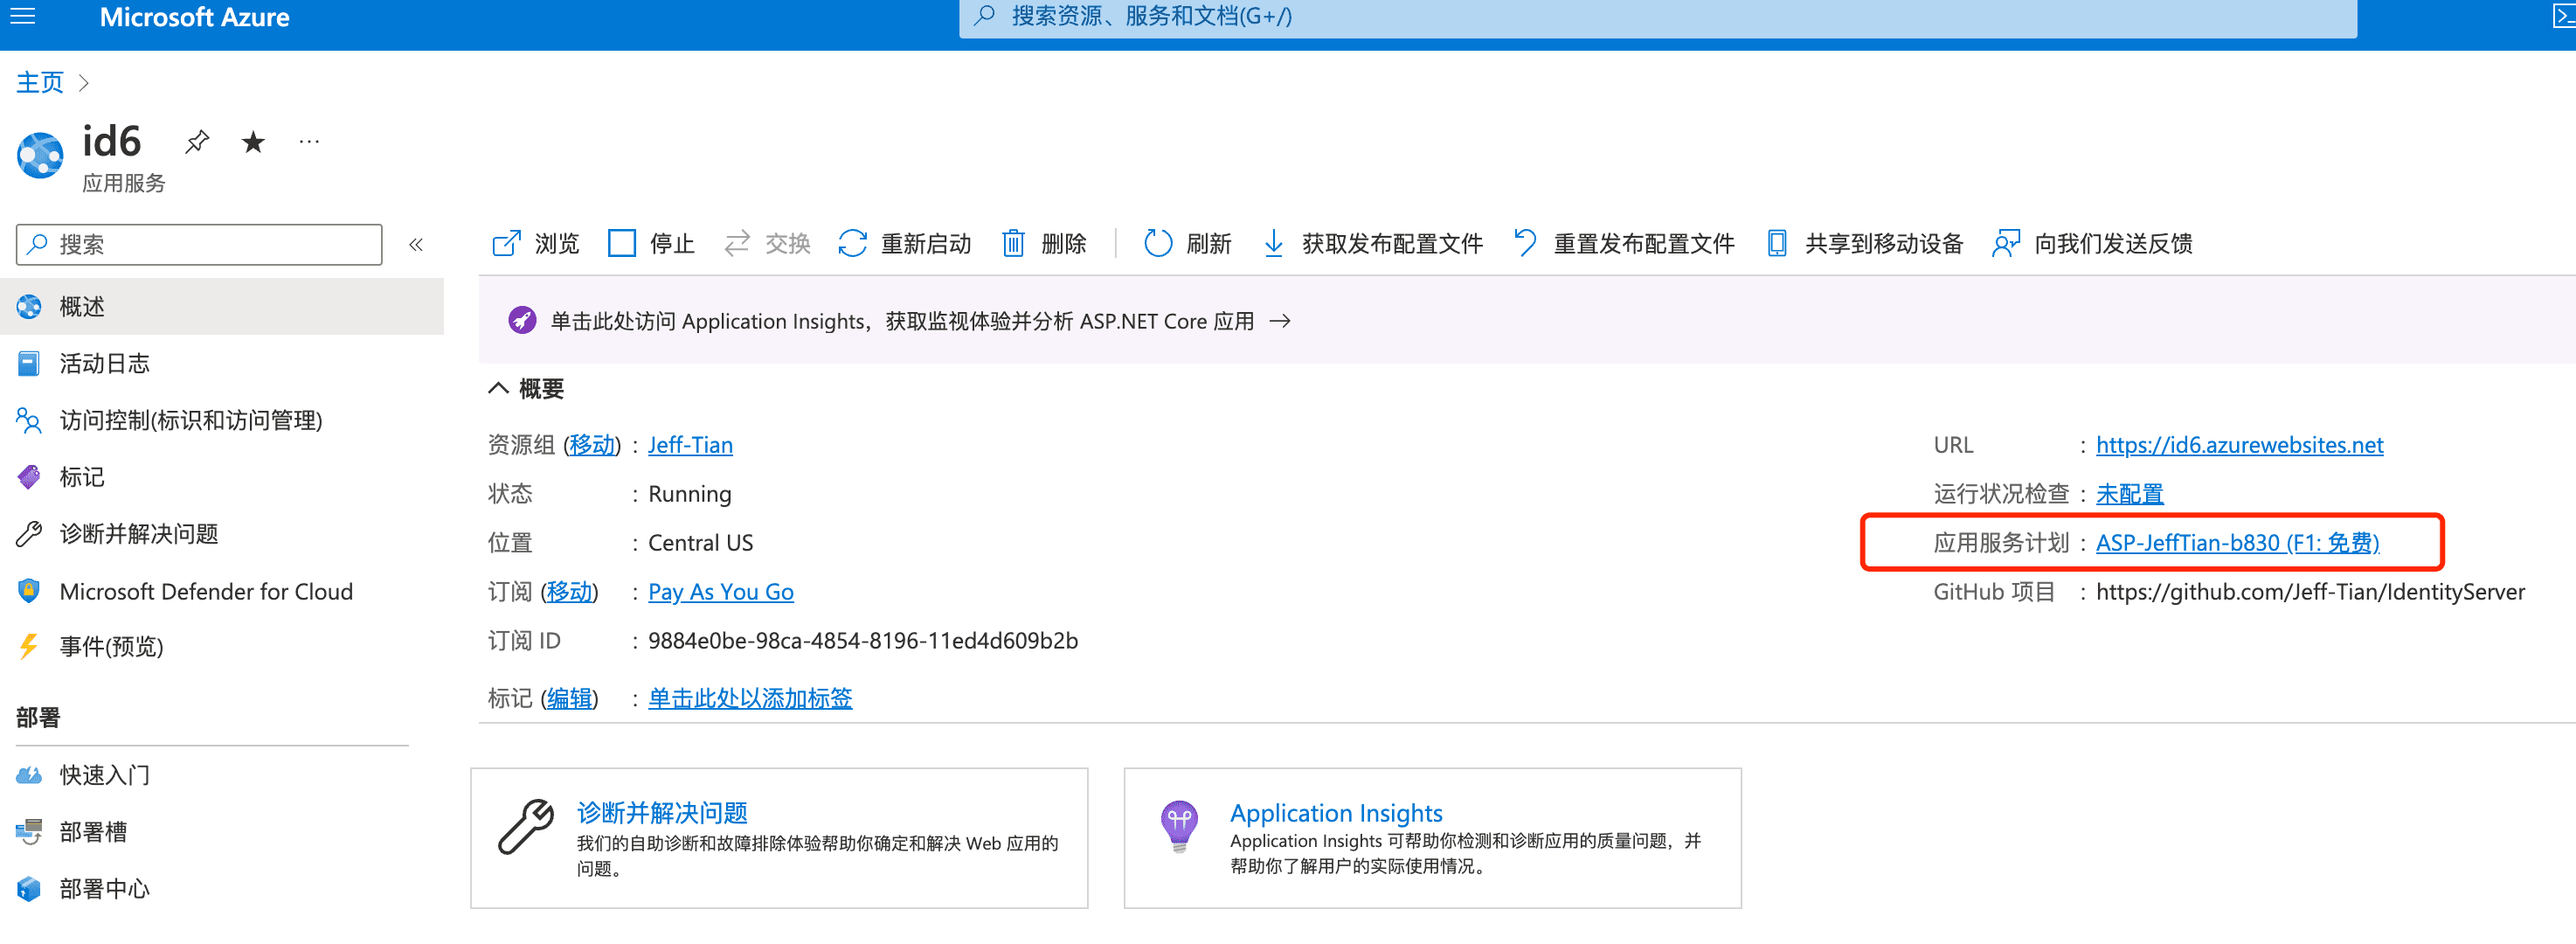 Microsoft Azure
搜索资源、服务和文档(G+/)
主页
id6
应用服务
搜索
浏览
停止
交换
重新启动
删除
刷新
获取发布配置文件
重置发布配置文件
共享到移动设备
向我们发送反馈
概述
活动日志
访问控制(标识和访问管理)
标记
诊断并解决问题
Microsoft Defender for Cloud
事件(预览)
部署
快速入门
部署槽
部署中心
单击此处访问 Application Insights，获取监视体验并分析 ASP.NET Core 应用 →
概要
资源组 (移动) : Jeff-Tian
状态 : Running
位置 : Central US
订阅 (移动) : Pay As You Go
订阅 ID : 9884e0be-98ca-4854-8196-11ed4d609b2b
标记 (编辑) : 单击此处以添加标签
URL : https://id6.azurewebsites.net
运行状况检查 : 未配置
应用服务计划 : ASP-JeffTian-b830 (F1: 免费)
GitHub 项目 : https://github.com/Jeff-Tian/IdentityServer
诊断并解决问题
我们的自助诊断和故障排除体验帮助你确定和解决 Web 应用的
问题。
Application Insights
Application Insights 可帮助你检测和诊断应用的质量问题，并
帮助你了解用户的实际使用情况。